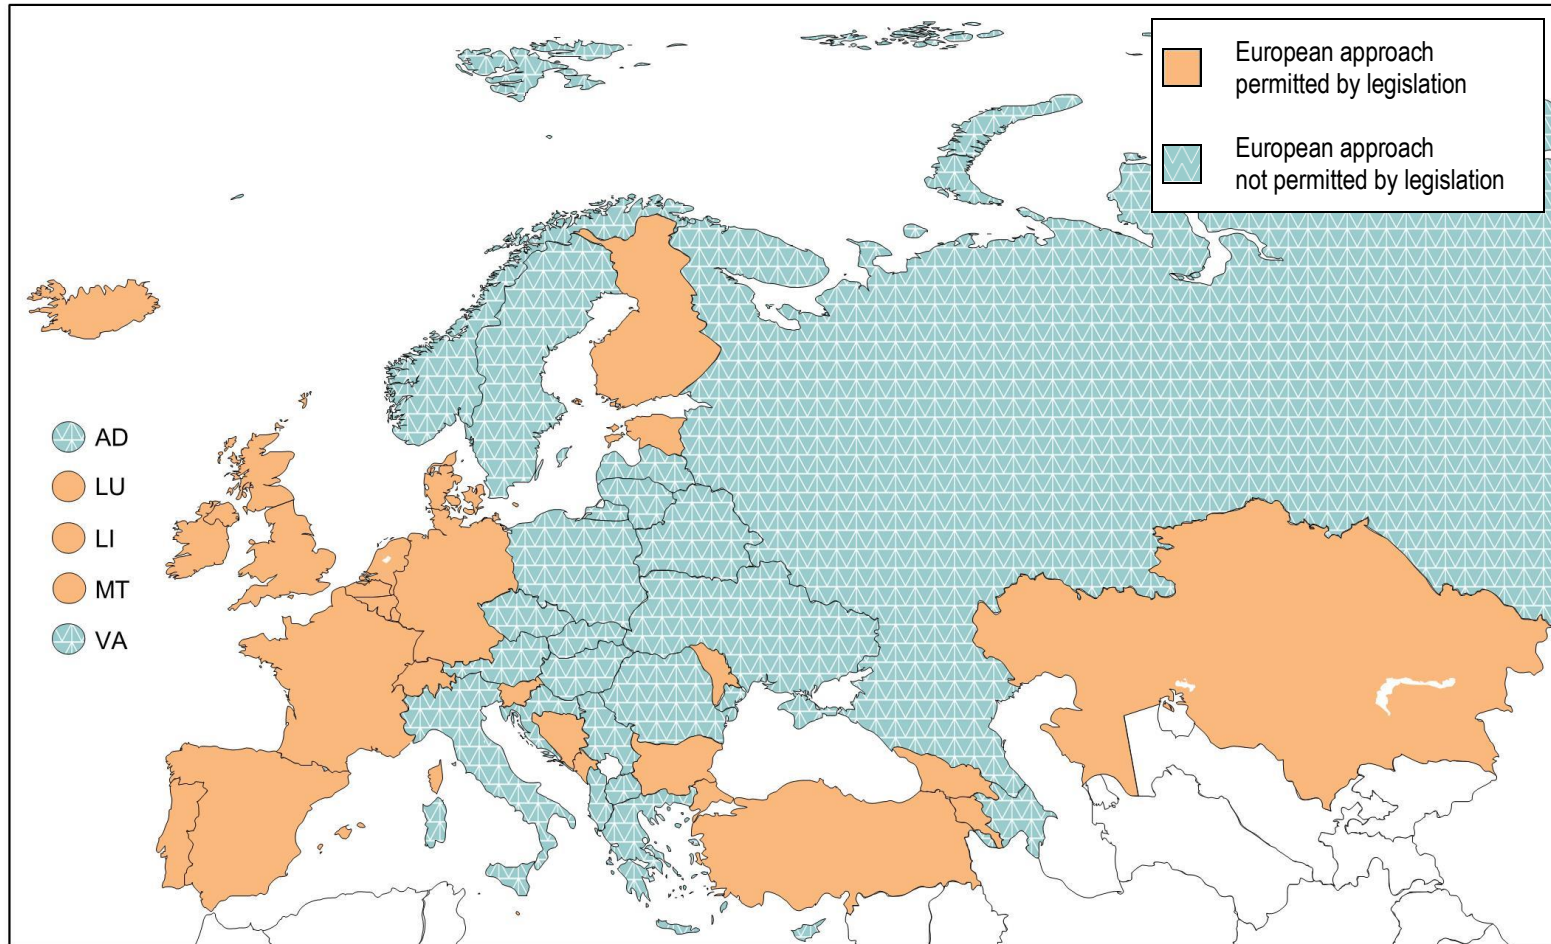 European approach
permitted by legislation
European approach
not permitted by legislation
AD
LU
LI
MT
VA